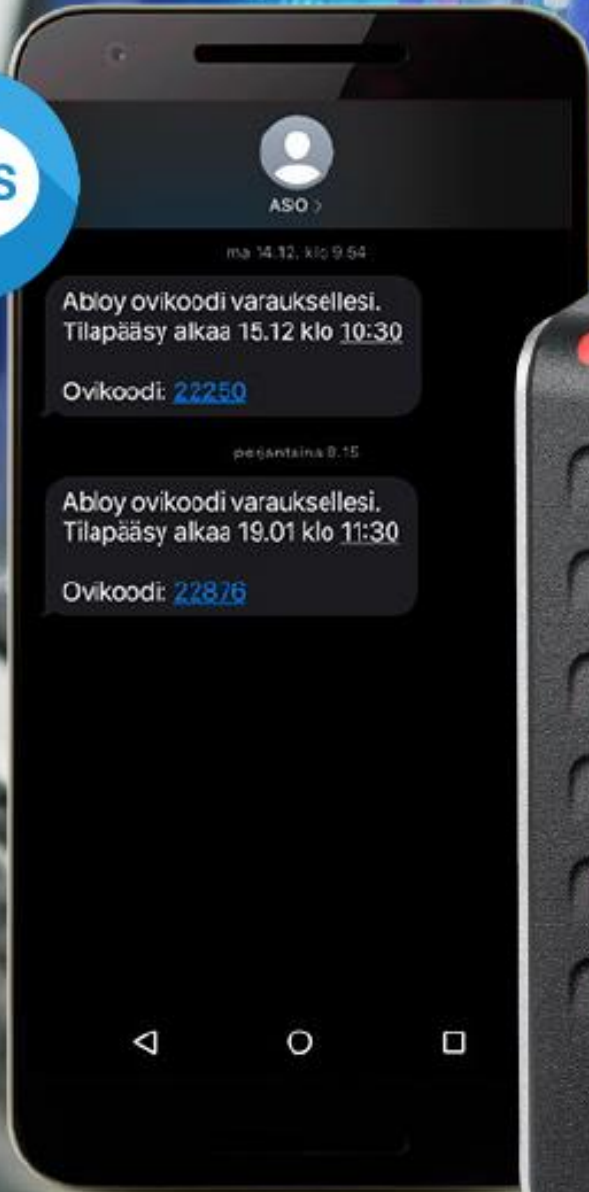 S
ASIO >
ma 14.12. klo 9.54
Abloy ovikoodi varauksellesi.
Tilapääsy alkaa 15.12 klo 10:30
Ovikoodi: 22250
perjantaina 8.15
Abloy ovikoodi varauksellesi.
Tilapääsy alkaa 19.01 klo 11:30
Ovikoodi: 22876